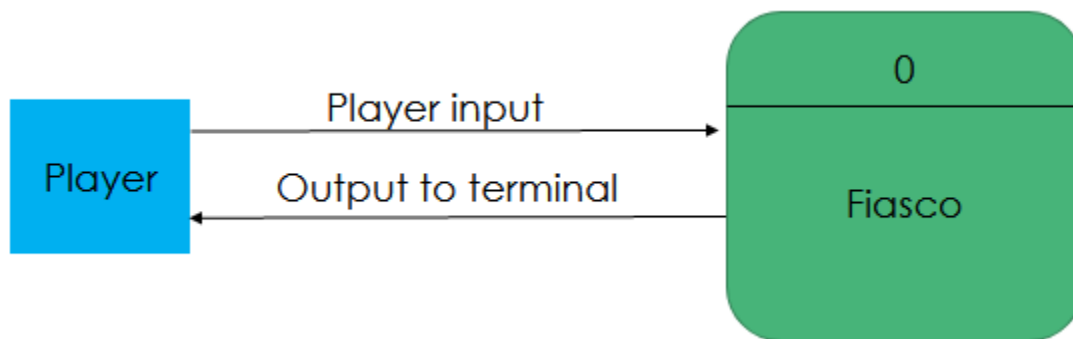 0
Player input
Player
Output to terminal
Fiasco